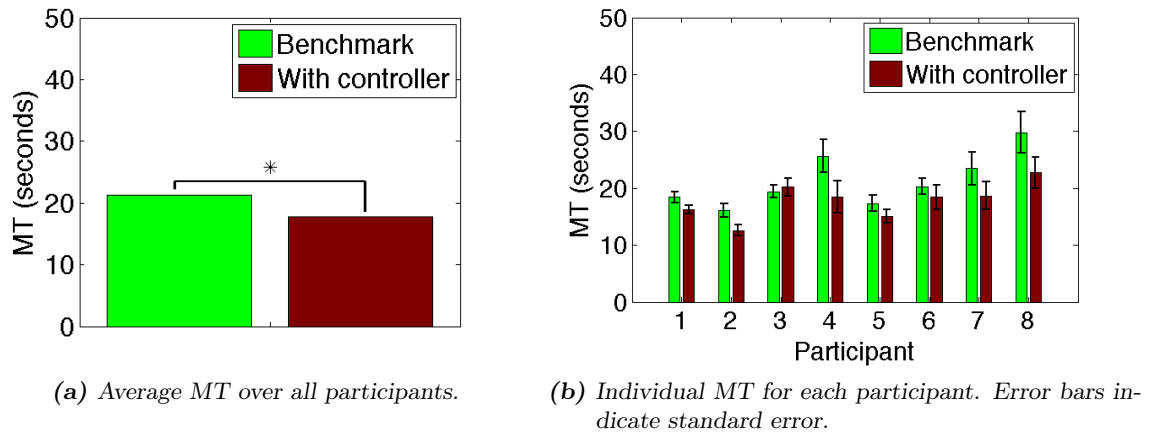 50
40
30
20
10
0
MT (seconds)
Benchmark
With controller
*
(a) Average MT over all participants.
50
40
30
20
10
0
MT (seconds)
Benchmark
With controller
1 2 3 4 5 6 7 8
Participant
(b) Individual MT for each participant. Error bars in-
dicate standard error.